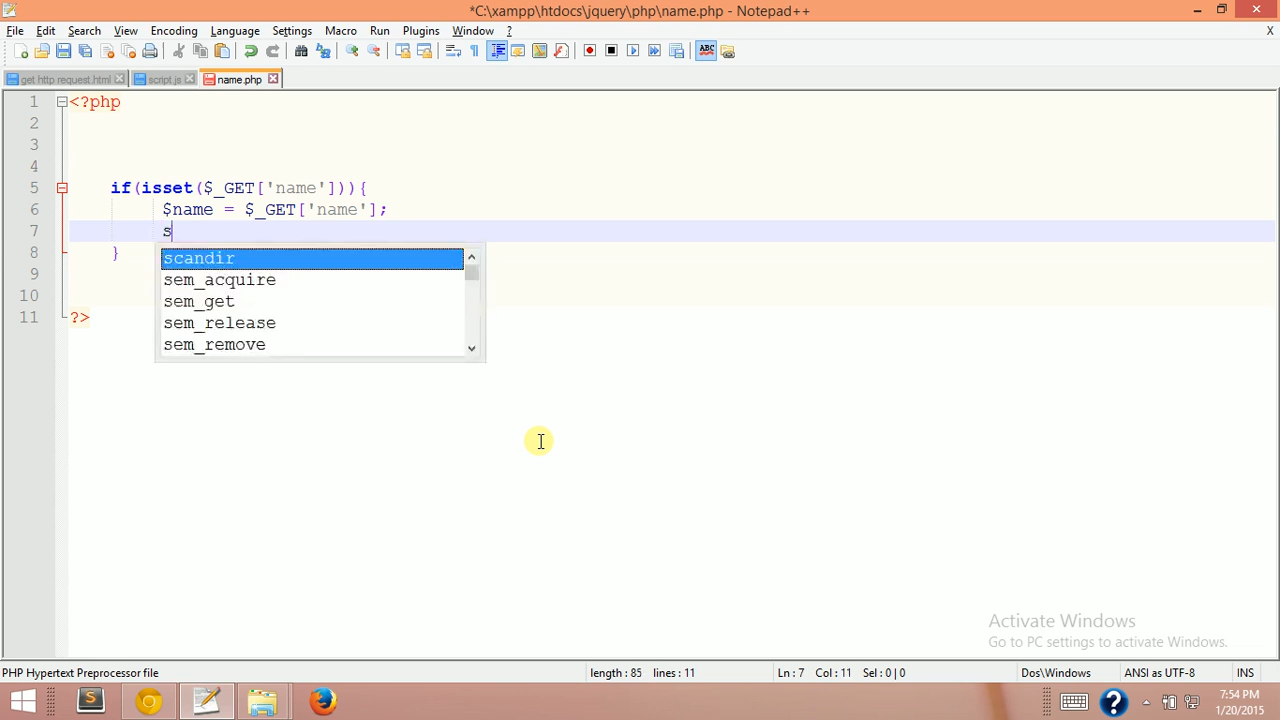 *C:\xampp\htdocs\jquery\php\name.php - Notepad++
File Edit Search View Encoding Language Settings Macro Run Plugins Window ? X
ABC
get http request.html script.js name.php
1 <?php
2
3
4
5 if(isset($_GET['name'])){
6 $name = $_GET['name'];
7 s
8 }
9
10
11 ?>
scandir
sem_acquire
sem_get
sem_release
sem_remove
Activate Windows
Go to PC settings to activate Windows.
PHP Hypertext Preprocessor file length : 85 lines : 11 Ln : 7 Col : 11 Sel : 0 | 0 Dos\Windows ANSI as UTF-8 INS
7:54 PM
1/20/2015